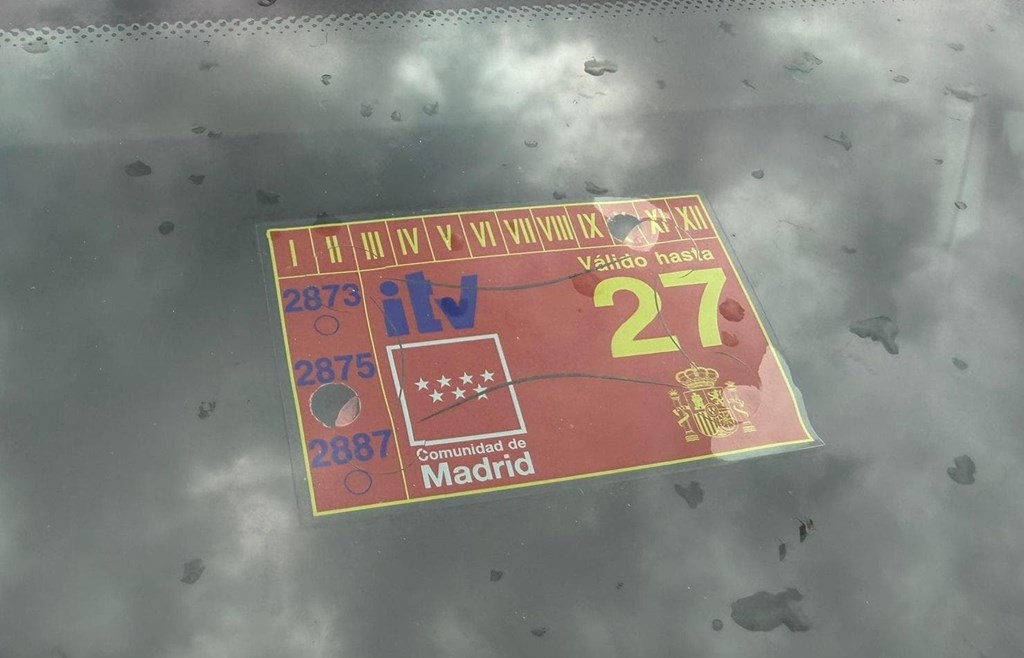 I II III IV V VI VII VIII IX XI XII
Válido hasta
2873
itv
27
2875
2887
Comunidad de
Madrid